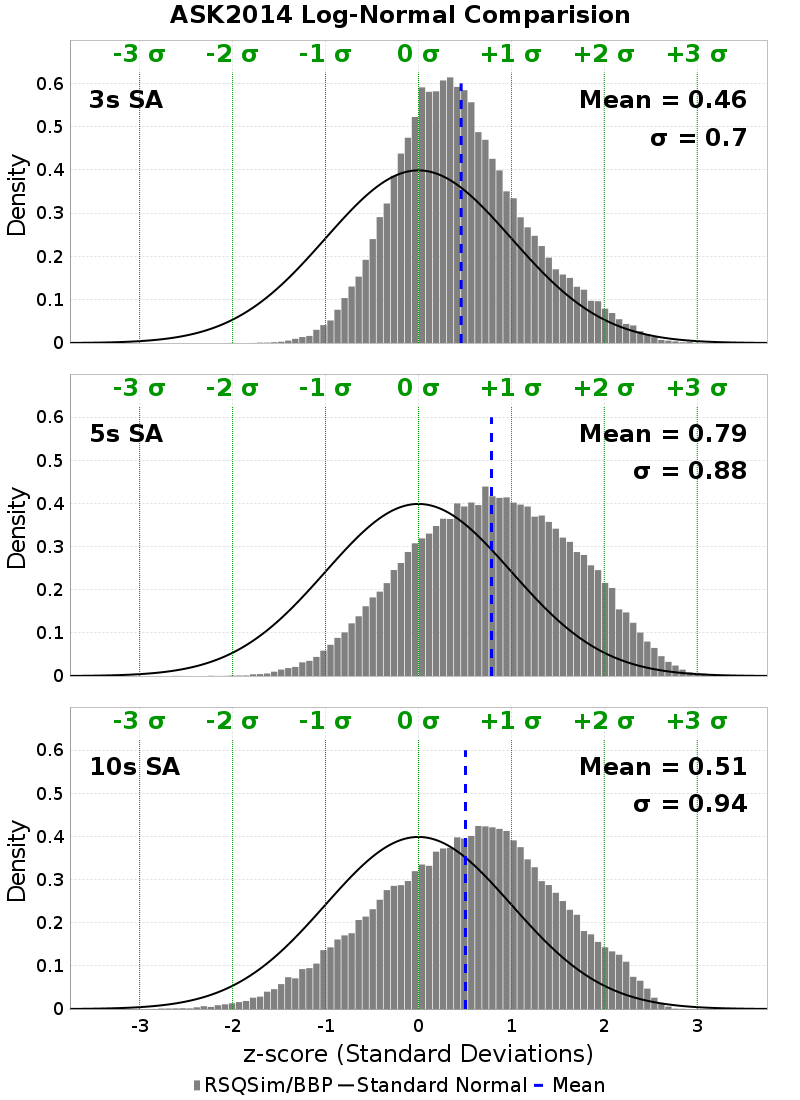 ASK2014 Log-Normal Comparision
-3 σ -2 σ -1 σ 0 σ +1 σ +2 σ +3 σ
3s SA
Mean = 0.46
σ = 0.7
Density
0.6
0.5
0.4
0.3
0.2
0.1
0
-3 σ -2 σ -1 σ 0 σ +1 σ +2 σ +3 σ
5s SA
Mean = 0.79
σ = 0.88
Density
0.6
0.5
0.4
0.3
0.2
0.1
0
-3 σ -2 σ -1 σ 0 σ +1 σ +2 σ +3 σ
10s SA
Mean = 0.51
σ = 0.94
Density
0.6
0.5
0.4
0.3
0.2
0.1
0
-3 -2 -1 0 1 2 3
z-score (Standard Deviations)
RSQSim/BBP Standard Normal Mean